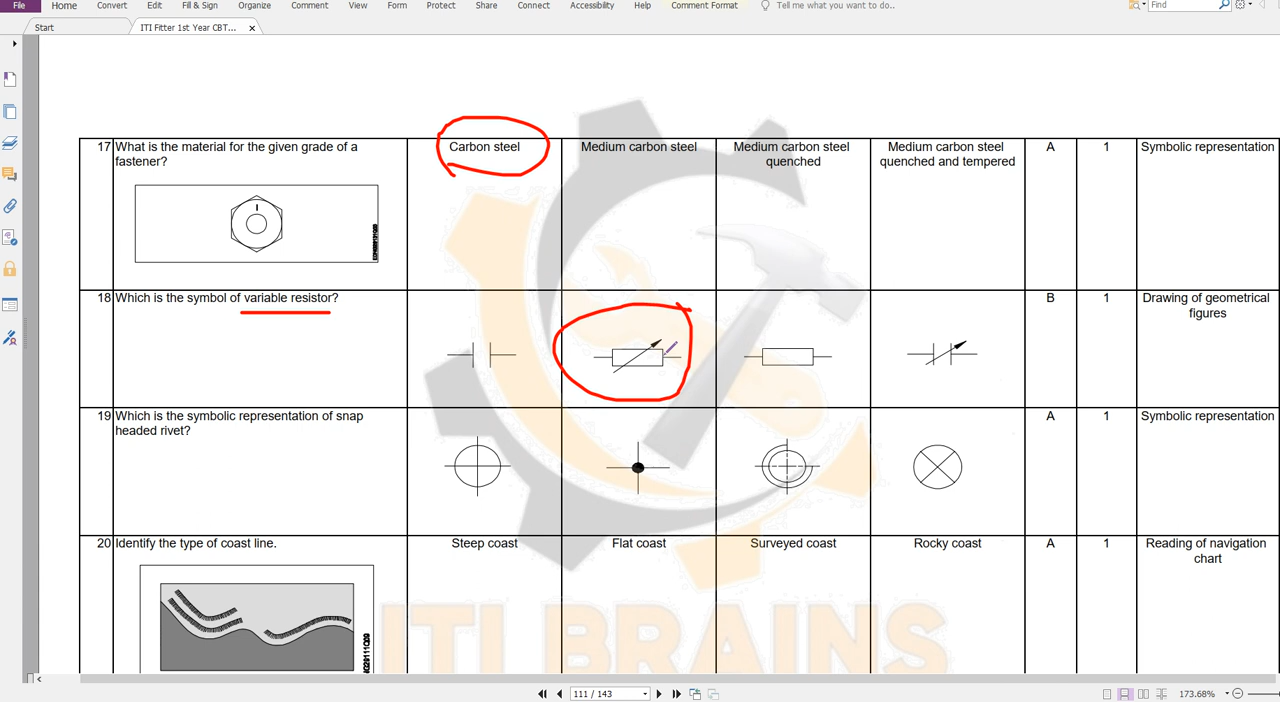 File Home Convert Edit Fill & Sign Organize Comment View Form Protect Share Connect Accessibility Help Comment Format Tell me what you want to do.. Find
Start ITI Fitter 1st Year CBT... ×
17 What is the material for the given grade of a fastener? Carbon steel Medium carbon steel Medium carbon steel quenched Medium carbon steel quenched and tempered A 1 Symbolic representation
18 Which is the symbol of variable resistor? B 1 Drawing of geometrical figures
19 Which is the symbolic representation of snap headed rivet? A 1 Symbolic representation
20 Identify the type of coast line. Steep coast Flat coast Surveyed coast Rocky coast A 1 Reading of navigation chart
ITI BRAINS
111 / 143 173.68%